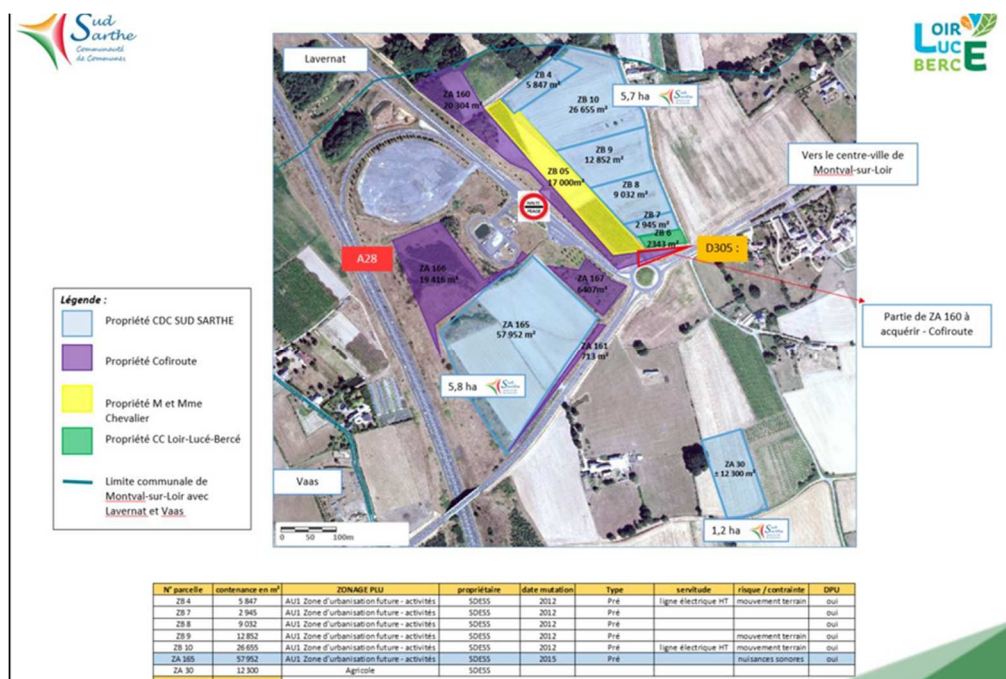 Sud
Sarthe
Communauté
de Communes
LOIR
LUCE
BERCE
Lavernat
ZA 160
20 304 m²
ZB 4
5 847 m²
ZB 10
26 655 m²
5,7 ha
ZB 9
12 852 m²
ZB 05
17 000m²
ZB 8
9 032 m²
ZB 7
2 945 m²
ZB 6
2343 m²
Vers le centre-ville de
Montval-sur-Loir
D305 :
A28
PÉAGE
ZA 166
19 416 m²
ZA 167
6407m²
ZA 165
57 952 m²
ZA 161
713 m²
Partie de ZA 160 à
acquérir - Cofiroute
5,8 ha
ZA 30
± 12 300 m²
1,2 ha
Vaas
0 50 100m
Légende :
Propriété CDC SUD SARTHE
Propriété Cofiroute
Propriété M et Mme
Chevalier
Propriété CC Loir-Lucé-Bercé
Limite communale de
Montval-sur-Loir avec
Lavernat et Vaas
N° parcelle contenance en m² ZONAGE PLU propriétaire date mutation Type servitude risque / contrainte DPU
ZB 4 5 847 AU1 Zone d'urbanisation future - activités SDESS 2012 Pré ligne électrique HT mouvement terrain oui
ZB 7 2 945 AU1 Zone d'urbanisation future - activités SDESS 2012 Pré oui
ZB 8 9 032 AU1 Zone d'urbanisation future - activités SDESS 2012 Pré oui
ZB 9 12 852 AU1 Zone d'urbanisation future - activités SDESS 2012 Pré mouvement terrain oui
ZB 10 26 655 AU1 Zone d'urbanisation future - activités SDESS 2012 Pré ligne électrique HT mouvement terrain oui
ZA 165 57 952 AU1 Zone d'urbanisation future - activités SDESS 2015 Pré nuisances sonores oui
ZA 30 12 300 Agricole SDESS